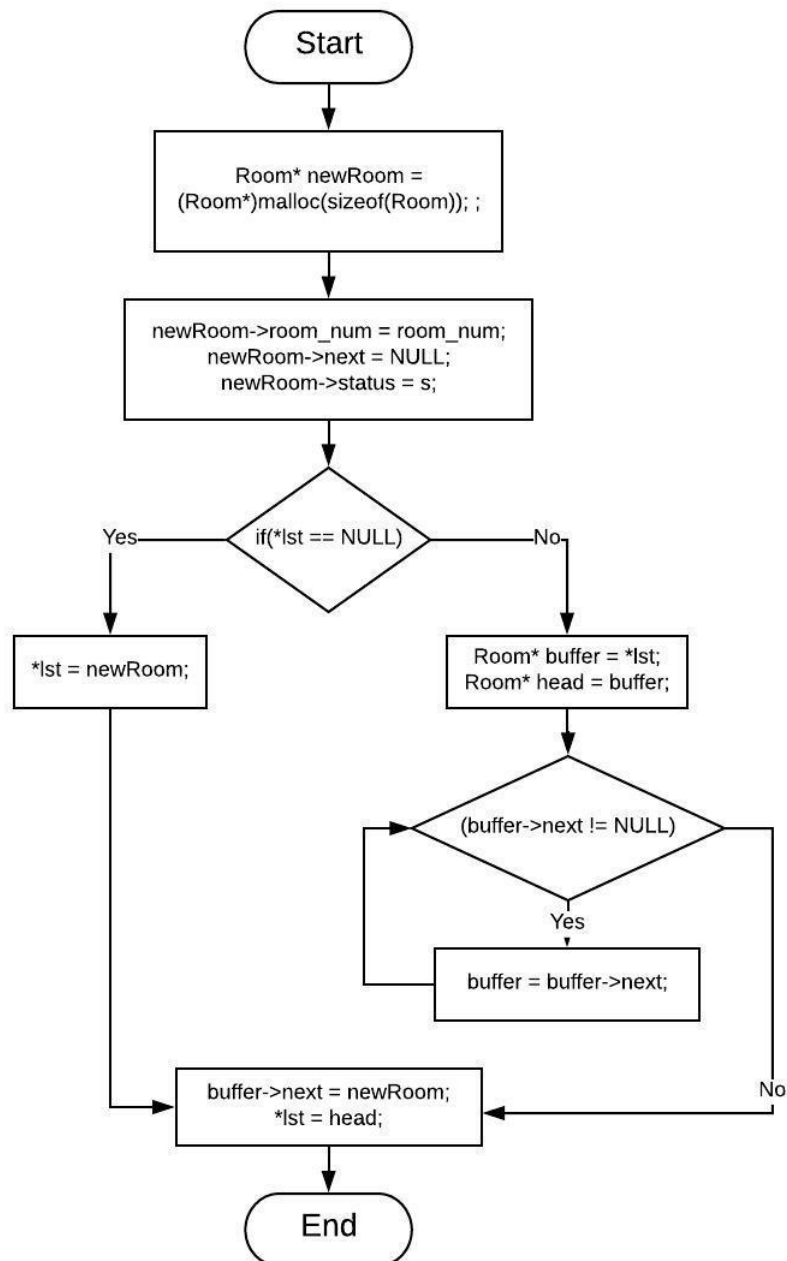 Start
Room* newRoom =
(Room*)malloc(sizeof(Room)); ;
newRoom->room_num = room_num;
newRoom->next = NULL;
newRoom->status = s;
if(*lst == NULL)
Yes
No
*lst = newRoom;
Room* buffer = *lst;
Room* head = buffer;
(buffer->next != NULL)
Yes
buffer = buffer->next;
No
buffer->next = newRoom;
*lst = head;
End